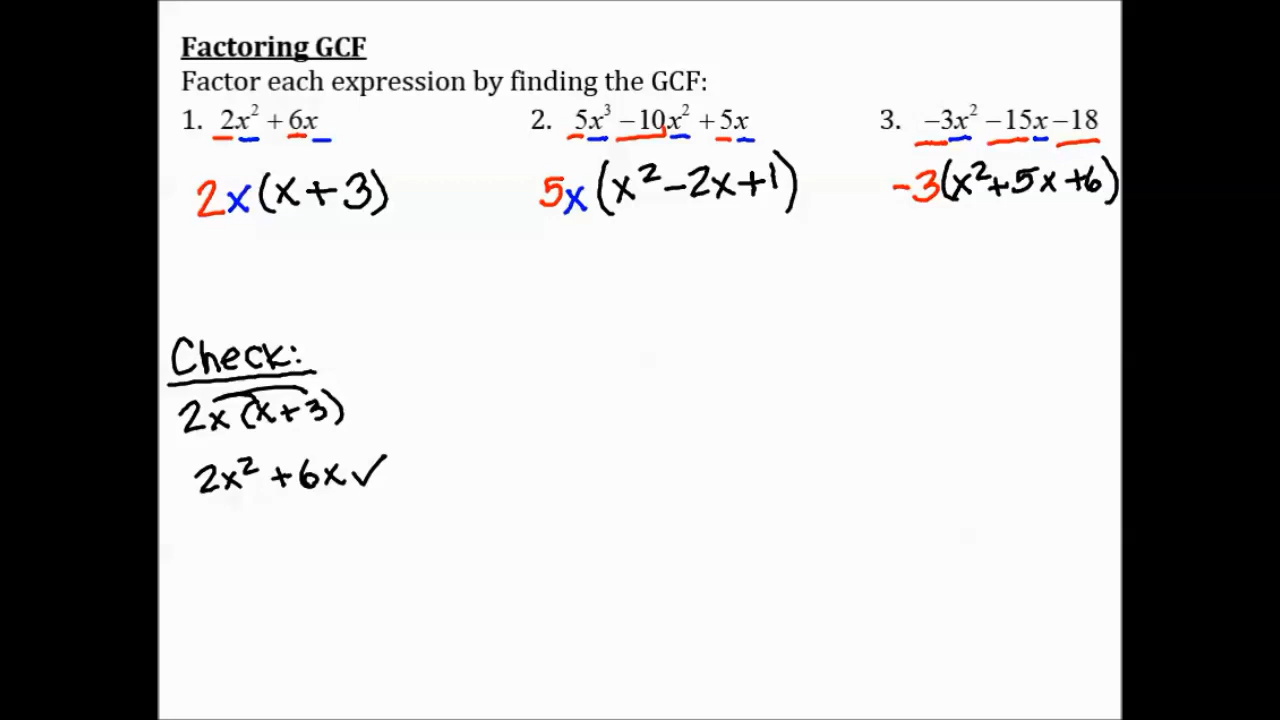 Factoring GCF
Factor each expression by finding the GCF:
1. 2x² + 6x 2. 5x³ −10x² + 5x 3. −3x² −15x −18
2x(x+3) 5x(x²−2x+1) -3(x²+5x+6)
Check:
2x(x+3)
2x² +6x✓